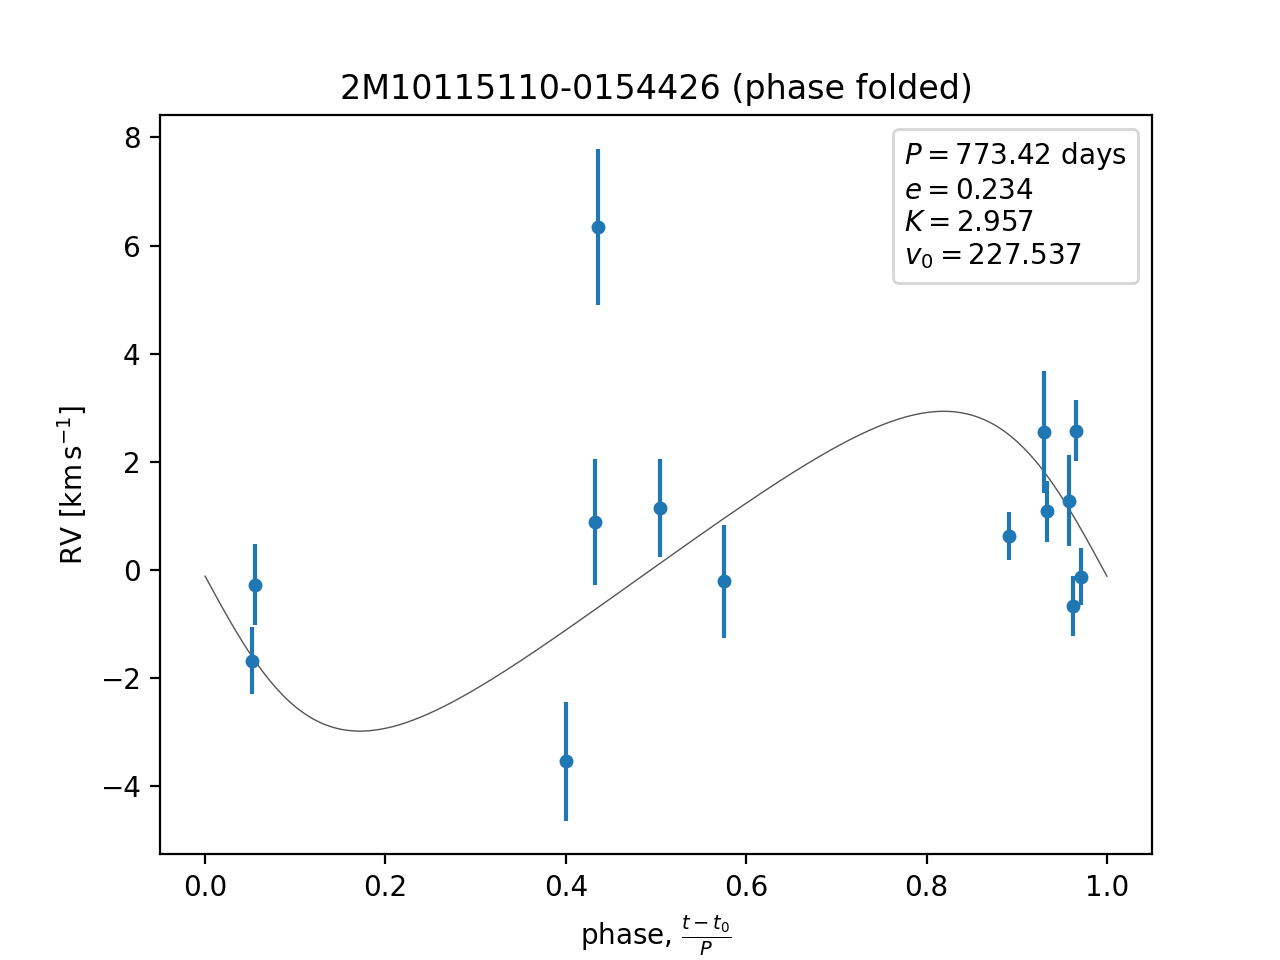 2M10115110-0154426 (phase folded)
P = 773.42 days
e = 0.234
K = 2.957
v₀ = 227.537
8
6
4
2
0
−2
−4
RV [km s⁻¹]
0.0 0.2 0.4 0.6 0.8 1.0
phase, (t − t₀)/P